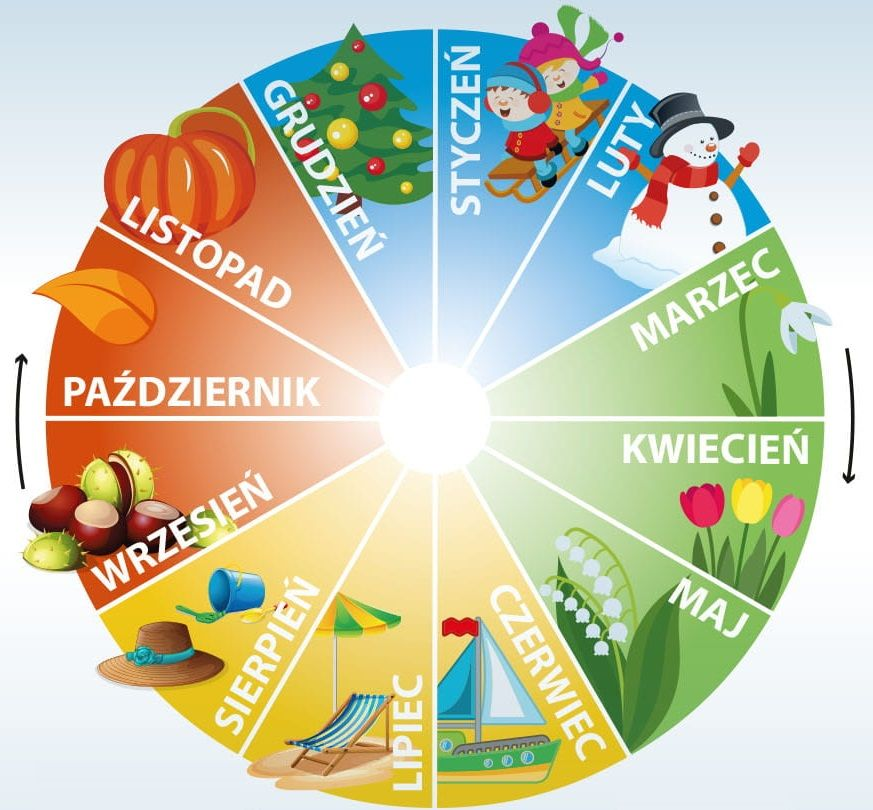 STYCZEŃ
LUTY
MARZEC
KWIECIEŃ
MAJ
CZERWIEC
LIPIEC
SIERPIEŃ
WRZESIEŃ
PAŹDZIERNIK
LISTOPAD
GRUDZIEŃ